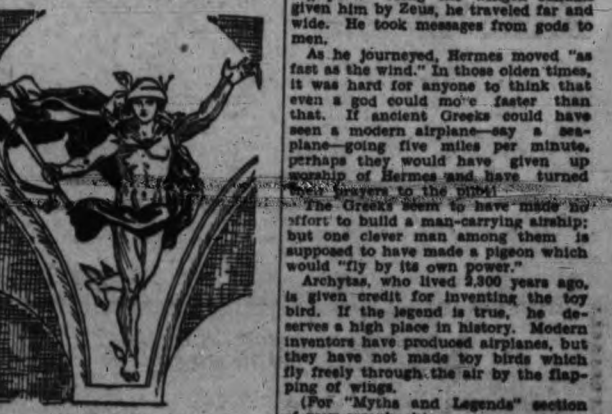 given him by Zeus, he traveled far and
wide. He took messages from gods to
men.
As he journeyed, Hermes moved "as
fast as the wind." In those olden times,
it was hard for anyone to think that
even a god could move faster than
that. If ancient Greeks could have
seen a modern airplane—say a sea-
plane—going five miles per minute,
perhaps they would have given up
worship of Hermes and have turned
prayers to the pilot!
The Greeks seem to have made no
effort to build a man-carrying airship;
but one clever man among them is
supposed to have made a pigeon which
would "fly by its own power."
Archytas, who lived 2,300 years ago,
is given credit for inventing the toy
bird. If the legend is true, he de-
serves a high place in history. Modern
inventors have produced airplanes, but
they have not made toy birds which
fly freely through the air by the flap-
ping of wings.
(For "Myths and Legends" section